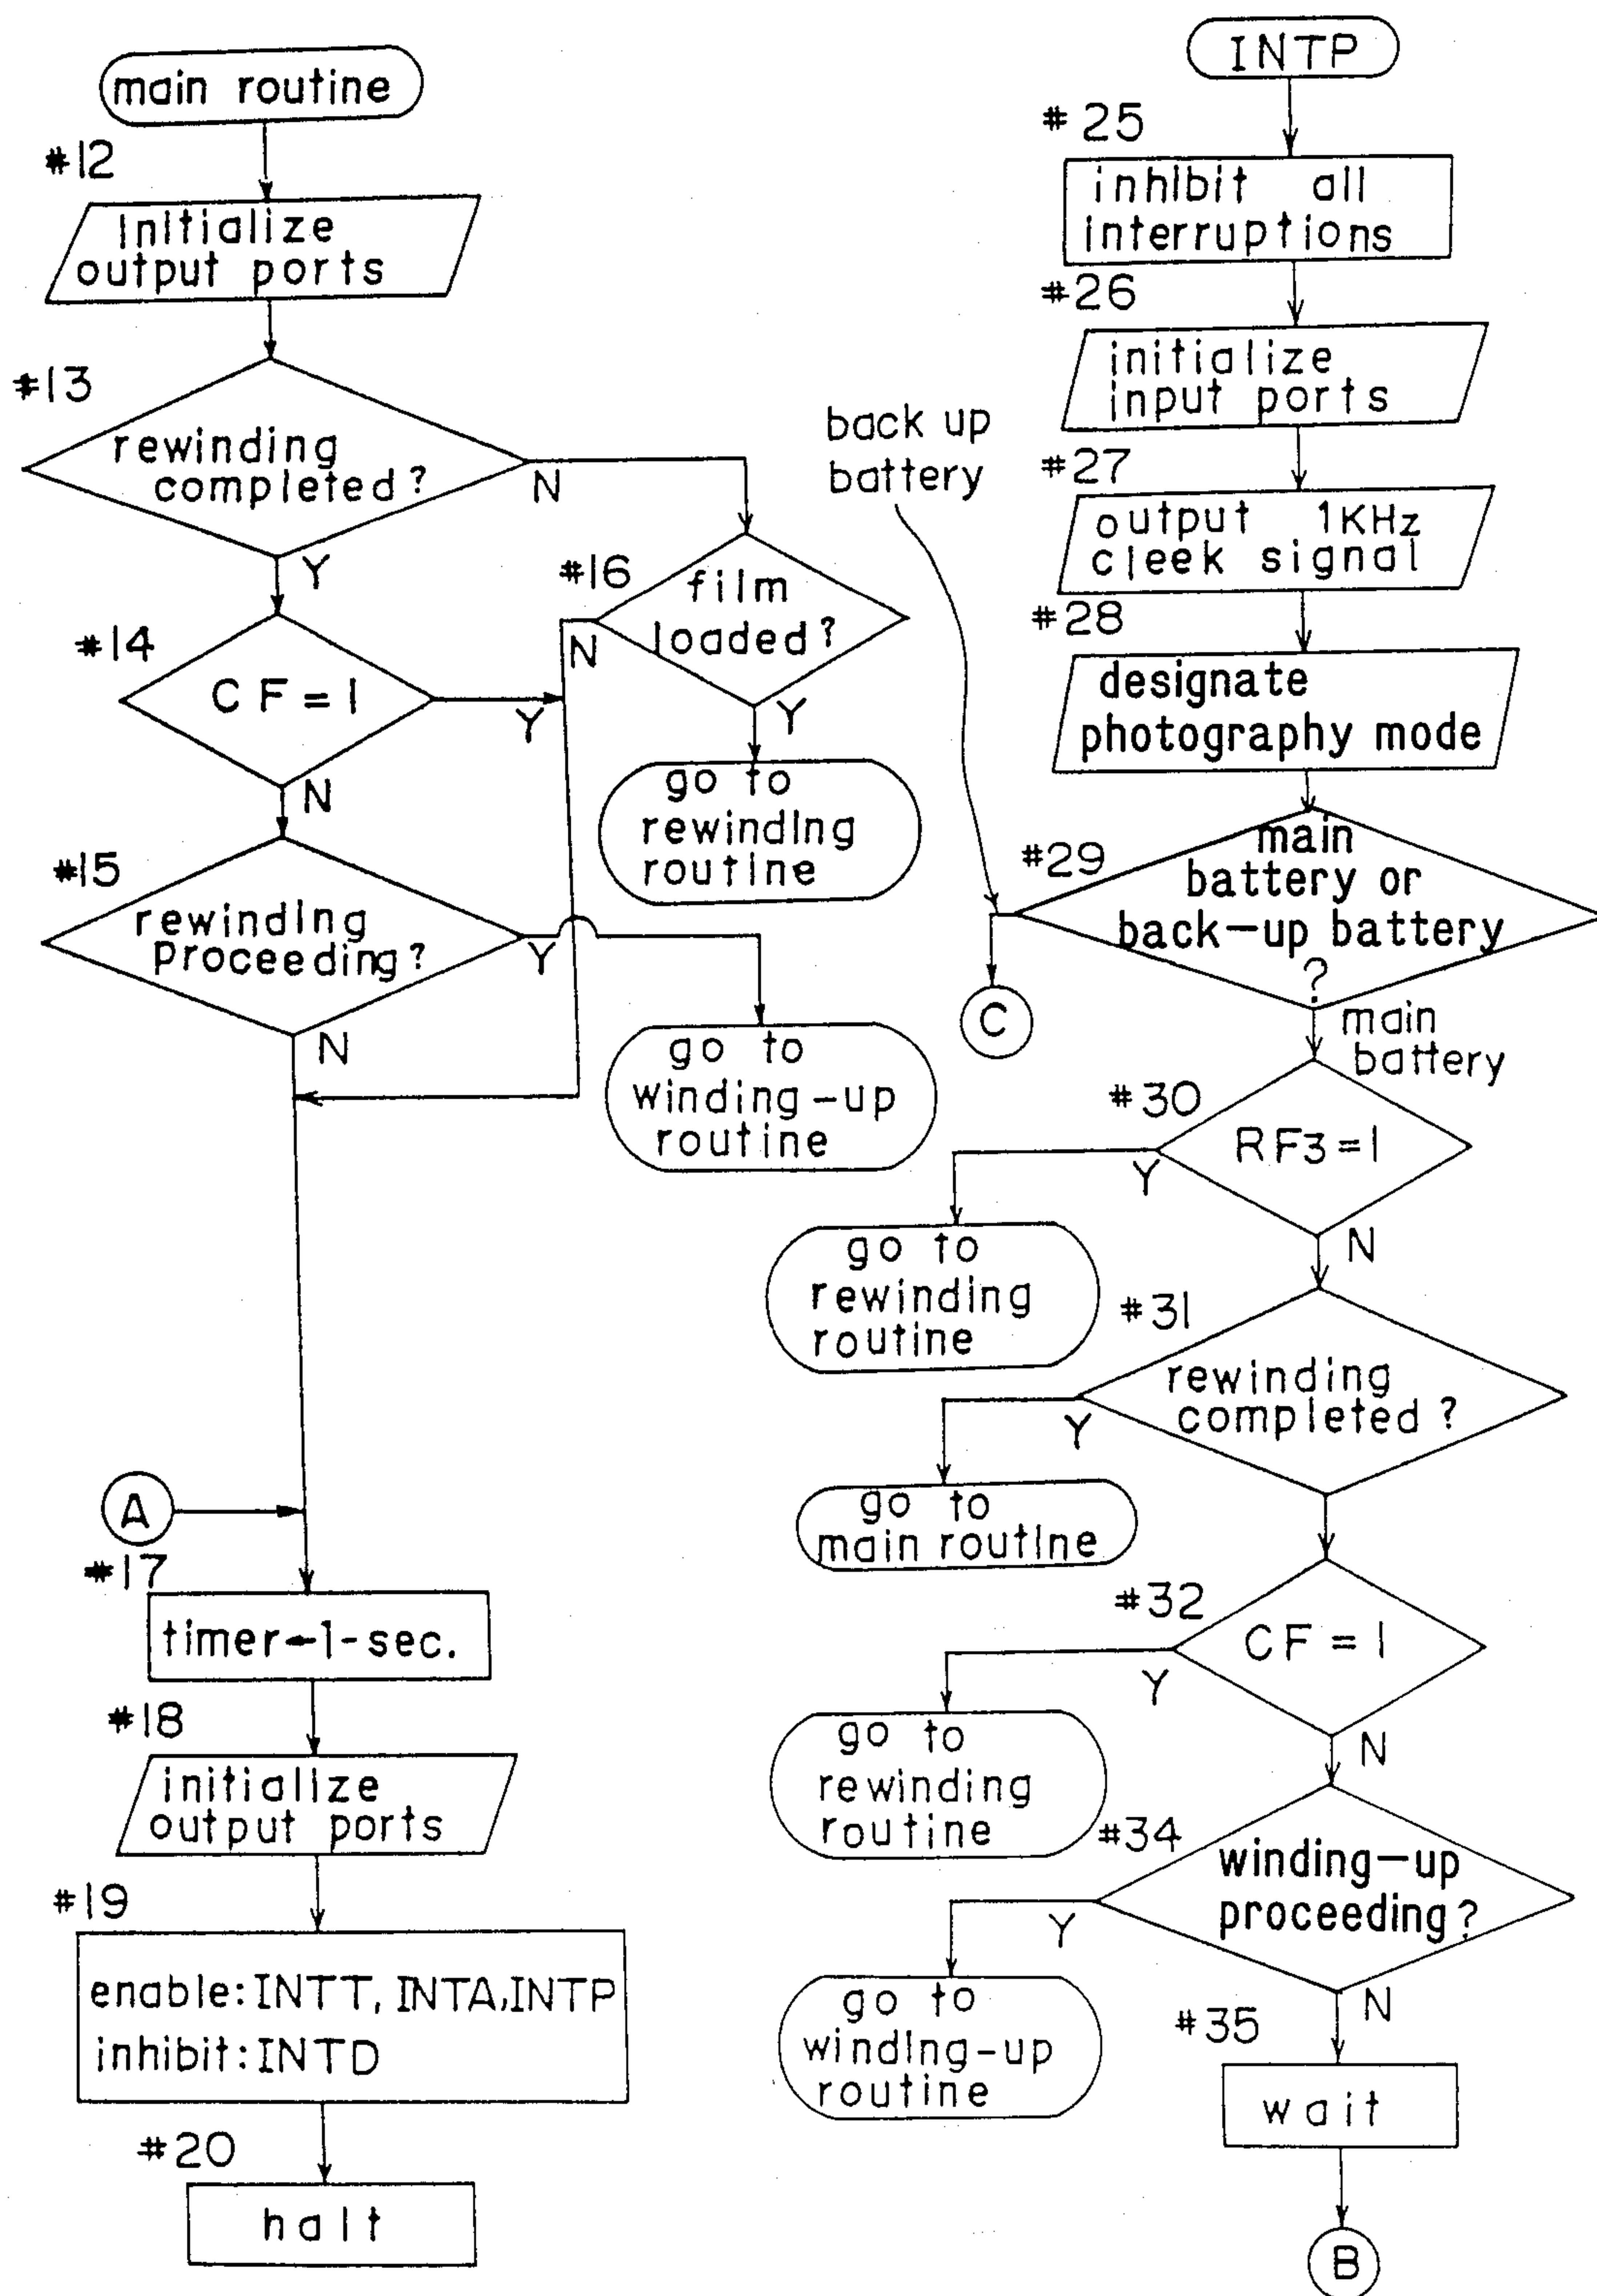 main routine
#12
initialize
output ports
#13
rewinding
completed?
N
Y
#14
CF=1
Y
N
#15
rewinding
proceeding?
Y
N
#16
film
loaded?
N
Y
go to
rewinding
routine
go to
winding-up
routine
A
#17
timer←1-sec.
#18
initialize
output ports
#19
enable: INTT, INTA, INTP
inhibit: INTD
#20
halt
INTP
#25
inhibit all
interruptions
#26
initialize
input ports
#27
output 1KHz
cleek signal
#28
designate
photography mode
back up
battery
#29
main
battery or
back-up battery
?
C
main
battery
#30
RF3=1
Y
N
go to
rewinding
routine
#31
rewinding
completed?
Y
go to
main routine
#32
CF=1
Y
N
go to
rewinding
routine
#34
winding-up
proceeding?
Y
N
go to
winding-up
routine
#35
wait
B